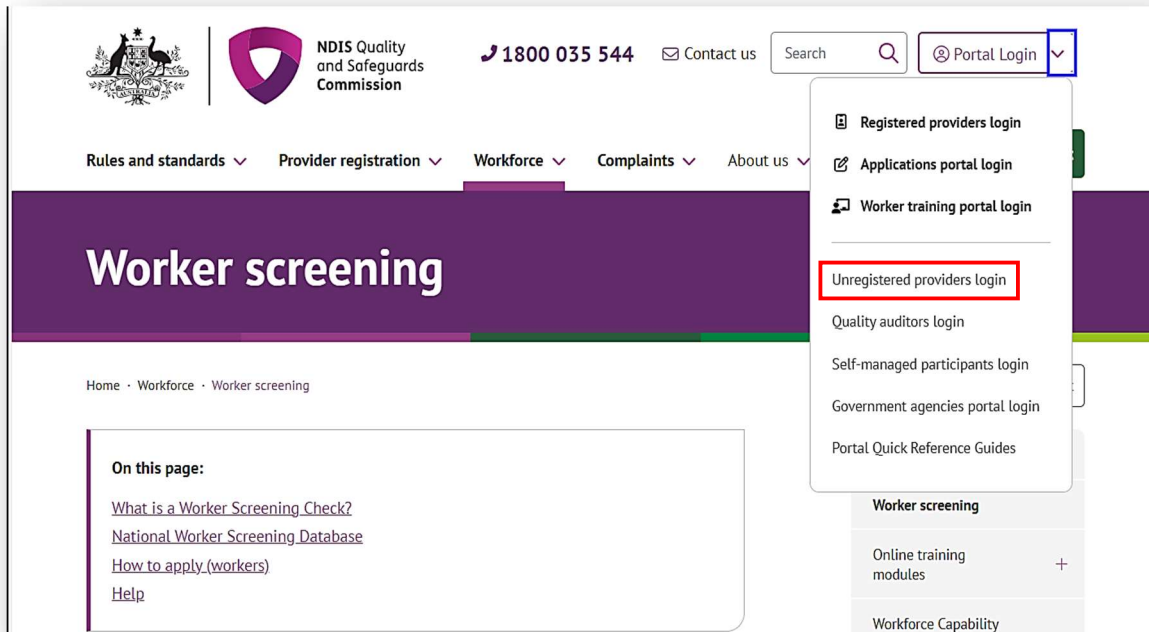 NDIS Quality
and Safeguards
Commission
1800 035 544
Contact us
Search
Portal Login
Registered providers login
Applications portal login
Worker training portal login
Unregistered providers login
Quality auditors login
Self-managed participants login
Government agencies portal login
Portal Quick Reference Guides
Rules and standards
Provider registration
Workforce
Complaints
About us
Worker screening
Home · Workforce · Worker screening
On this page:
What is a Worker Screening Check?
National Worker Screening Database
How to apply (workers)
Help
Worker screening
Online training
modules
Workforce Capability